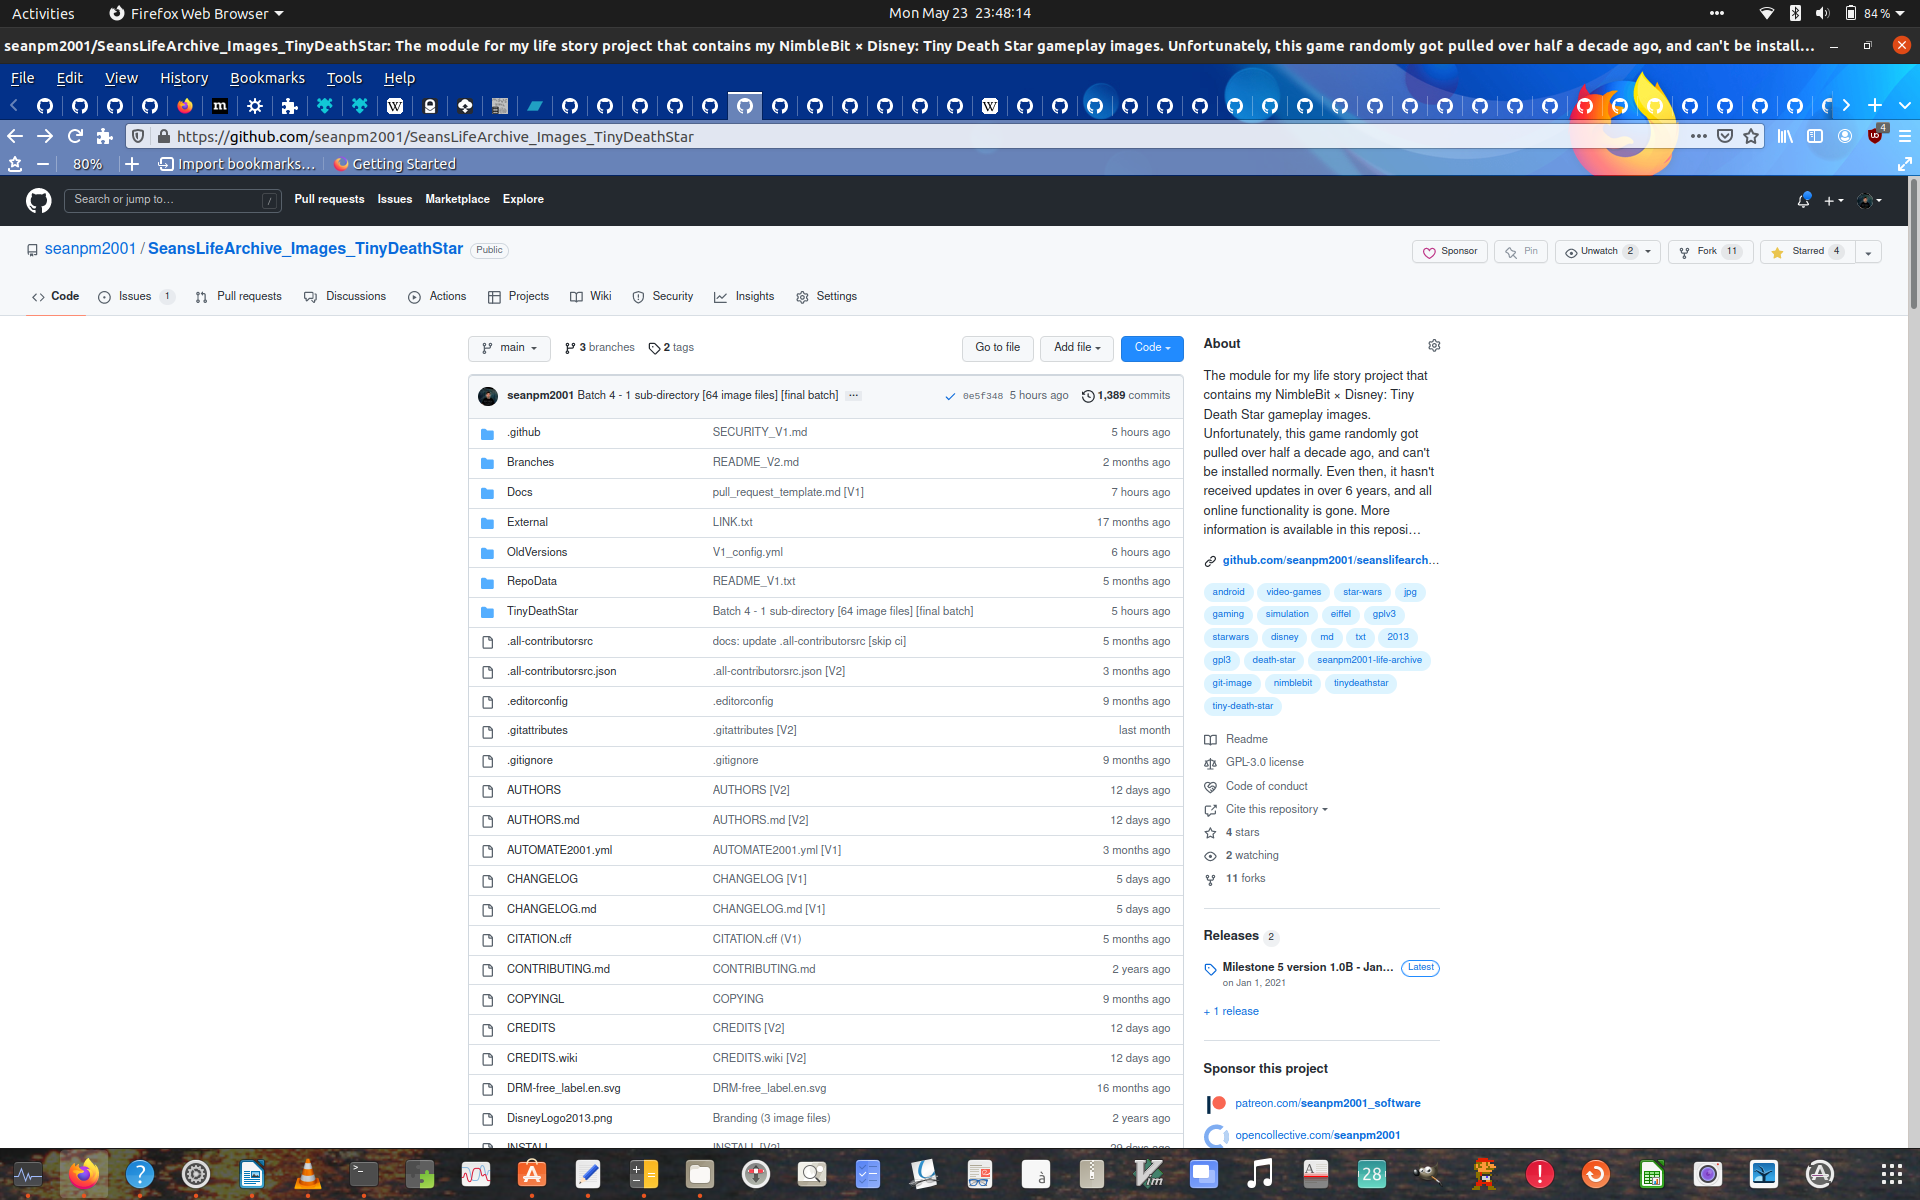 Activities
Firefox Web Browser
Mon May 23 23:48:14
84 %
seanpm2001/SeansLifeArchive_Images_TinyDeathStar: The module for my life story project that contains my NimbleBit × Disney: Tiny Death Star gameplay images. Unfortunately, this game randomly got pulled over half a decade ago, and can't be install…
File Edit View History Bookmarks Tools Help
https://github.com/seanpm2001/SeansLifeArchive_Images_TinyDeathStar
4
80%
Import bookmarks…
Getting Started
Search or jump to… /
Pull requests Issues Marketplace Explore
seanpm2001 / SeansLifeArchive_Images_TinyDeathStar Public
Sponsor Pin Unwatch 2 Fork 11 Starred 4
Code Issues 1 Pull requests Discussions Actions Projects Wiki Security Insights Settings
main 3 branches 2 tags
Go to file Add file Code
seanpm2001 Batch 4 - 1 sub-directory [64 image files] [final batch] ... 0e5f348 5 hours ago 1,389 commits
.github SECURITY_V1.md 5 hours ago
Branches README_V2.md 2 months ago
Docs pull_request_template.md [V1] 7 hours ago
External LINK.txt 17 months ago
OldVersions V1_config.yml 6 hours ago
RepoData README_V1.txt 5 months ago
TinyDeathStar Batch 4 - 1 sub-directory [64 image files] [final batch] 5 hours ago
.all-contributorsrc docs: update .all-contributorsrc [skip ci] 5 months ago
.all-contributorsrc.json .all-contributorsrc.json [V2] 3 months ago
.editorconfig .editorconfig 9 months ago
.gitattributes .gitattributes [V2] last month
.gitignore .gitignore 9 months ago
AUTHORS AUTHORS [V2] 12 days ago
AUTHORS.md AUTHORS.md [V2] 12 days ago
AUTOMATE2001.yml AUTOMATE2001.yml [V1] 3 months ago
CHANGELOG CHANGELOG [V1] 5 days ago
CHANGELOG.md CHANGELOG.md [V1] 5 days ago
CITATION.cff CITATION.cff (V1) 5 months ago
CONTRIBUTING.md CONTRIBUTING.md 2 years ago
COPYINGL COPYING 9 months ago
CREDITS CREDITS [V2] 12 days ago
CREDITS.wiki CREDITS.wiki [V2] 12 days ago
DRM-free_label.en.svg DRM-free_label.en.svg 16 months ago
DisneyLogo2013.png Branding (3 image files) 2 years ago
INSTALL INSTALL [V2] 29 days ago
About
The module for my life story project that
contains my NimbleBit × Disney: Tiny
Death Star gameplay images.
Unfortunately, this game randomly got
pulled over half a decade ago, and can't
be installed normally. Even then, it hasn't
received updates in over 6 years, and all
online functionality is gone. More
information is available in this reposi…
github.com/seanpm2001/seanslifearch…
android video-games star-wars jpg
gaming simulation eiffel gplv3
starwars disney md txt 2013
gpl3 death-star seanpm2001-life-archive
git-image nimblebit tinydeathstar
tiny-death-star
Readme
GPL-3.0 license
Code of conduct
Cite this repository
4 stars
2 watching
11 forks
Releases 2
Milestone 5 version 1.0B - Jan… Latest
on Jan 1, 2021
+ 1 release
Sponsor this project
patreon.com/seanpm2001_software
opencollective.com/seanpm2001
28